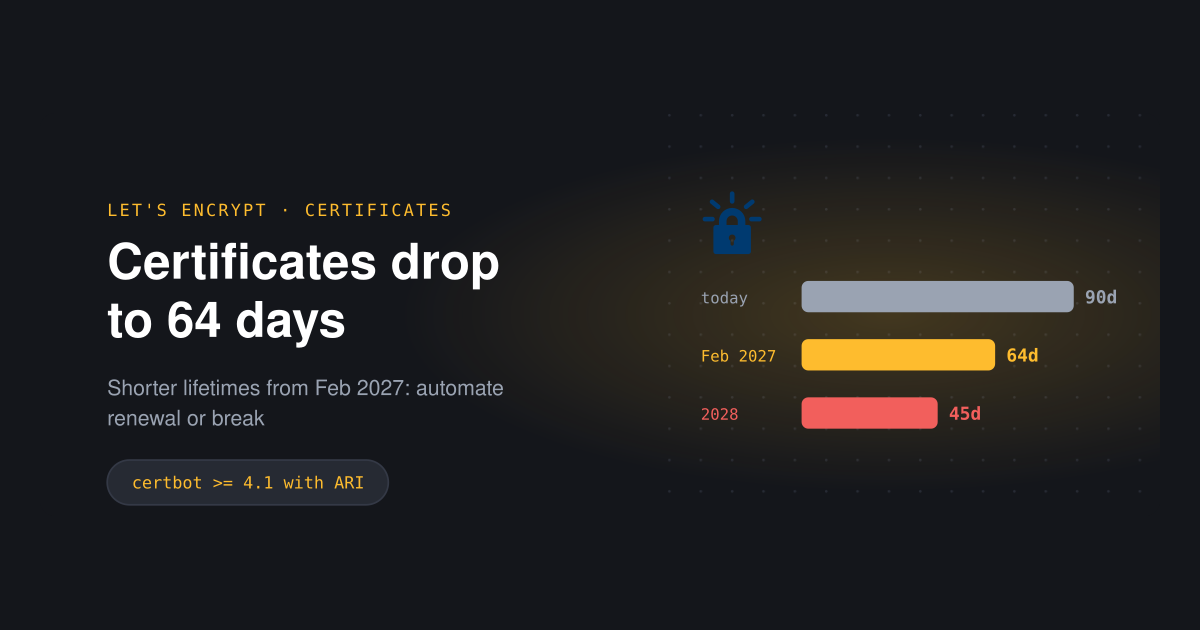 LET'S ENCRYPT · CERTIFICATES
Certificates drop
to 64 days
Shorter lifetimes from Feb 2027: automate
renewal or break
certbot >= 4.1 with ARI
today 90d
Feb 2027 64d
2028 45d